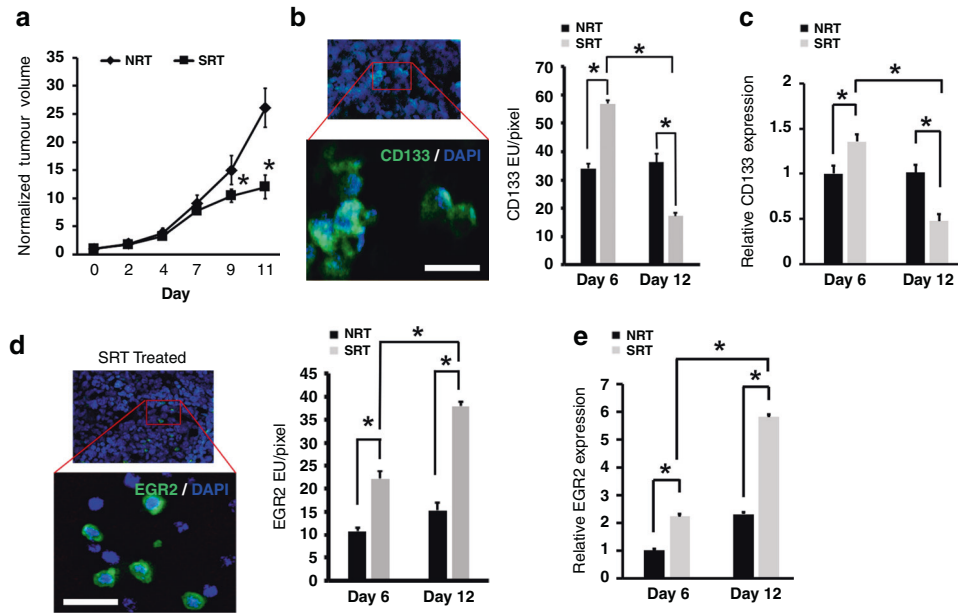 a
NRT SRT
Normalized tumour volume
35
30
25
20
15
10
5
0
0 2 4 7 9 11
Day
*
*
b
CD133 / DAPI
NRT
SRT
CD133 EU/pixel
70
60
50
40
30
20
10
0
*
*
*
Day 6 Day 12
c
NRT
SRT
Relative CD133 expression
2
1.5
1
0.5
0
*
*
*
Day 6 Day 12
d
SRT Treated
EGR2 / DAPI
NRT
SRT
EGR2 EU/pixel
45
40
35
30
25
20
15
10
5
0
*
*
*
Day 6 Day 12
e
NRT
SRT
Relative EGR2 expression
7
6
5
4
3
2
1
0
*
*
*
Day 6 Day 12